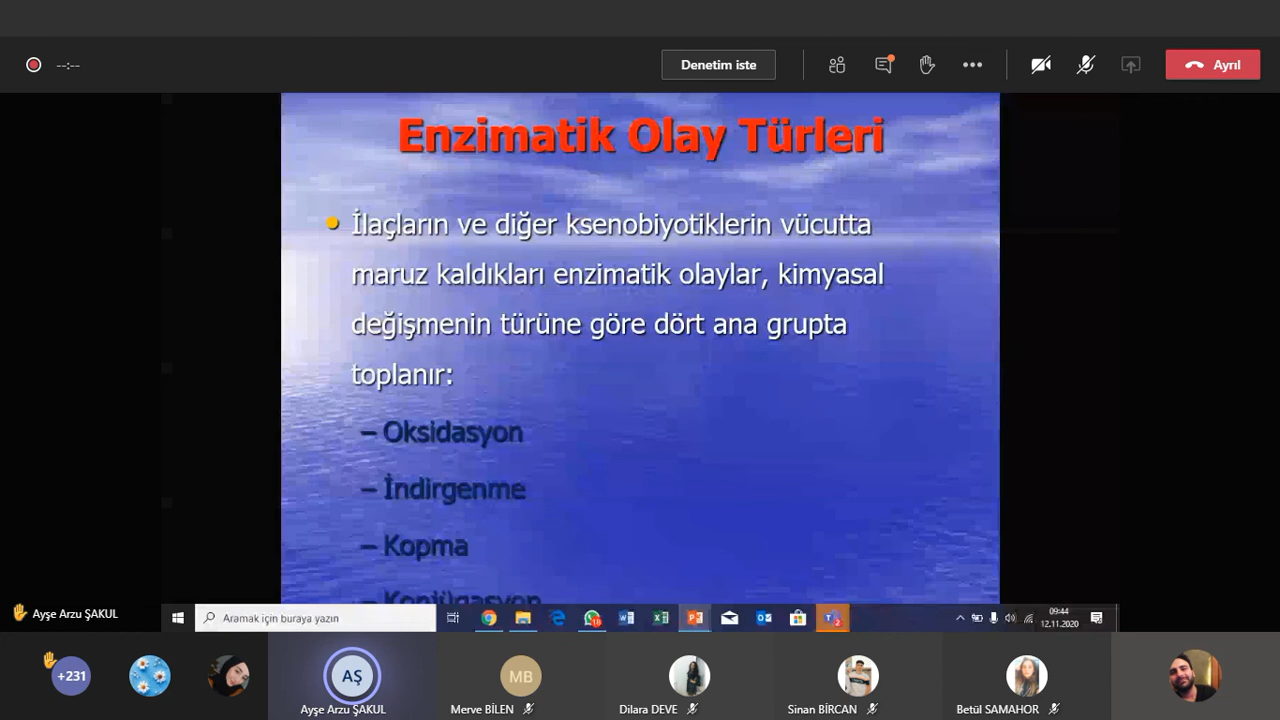 --:--
Denetim iste
Ayrıl
Enzimatik Olay Türleri
• İlaçların ve diğer ksenobiyotiklerin vücutta
maruz kaldıkları enzimatik olaylar, kimyasal
değişmenin türüne göre dört ana grupta
toplanır:
– Oksidasyon
– İndirgenme
– Kopma
– Konjügasyon
Ayşe Arzu ŞAKUL
Aramak için buraya yazın
09:44
12.11.2020
+231
AŞ
Ayşe Arzu ŞAKUL
MB
Merve BİLEN
Dilara DEVE
Sinan BİRCAN
Betül SAMAHOR